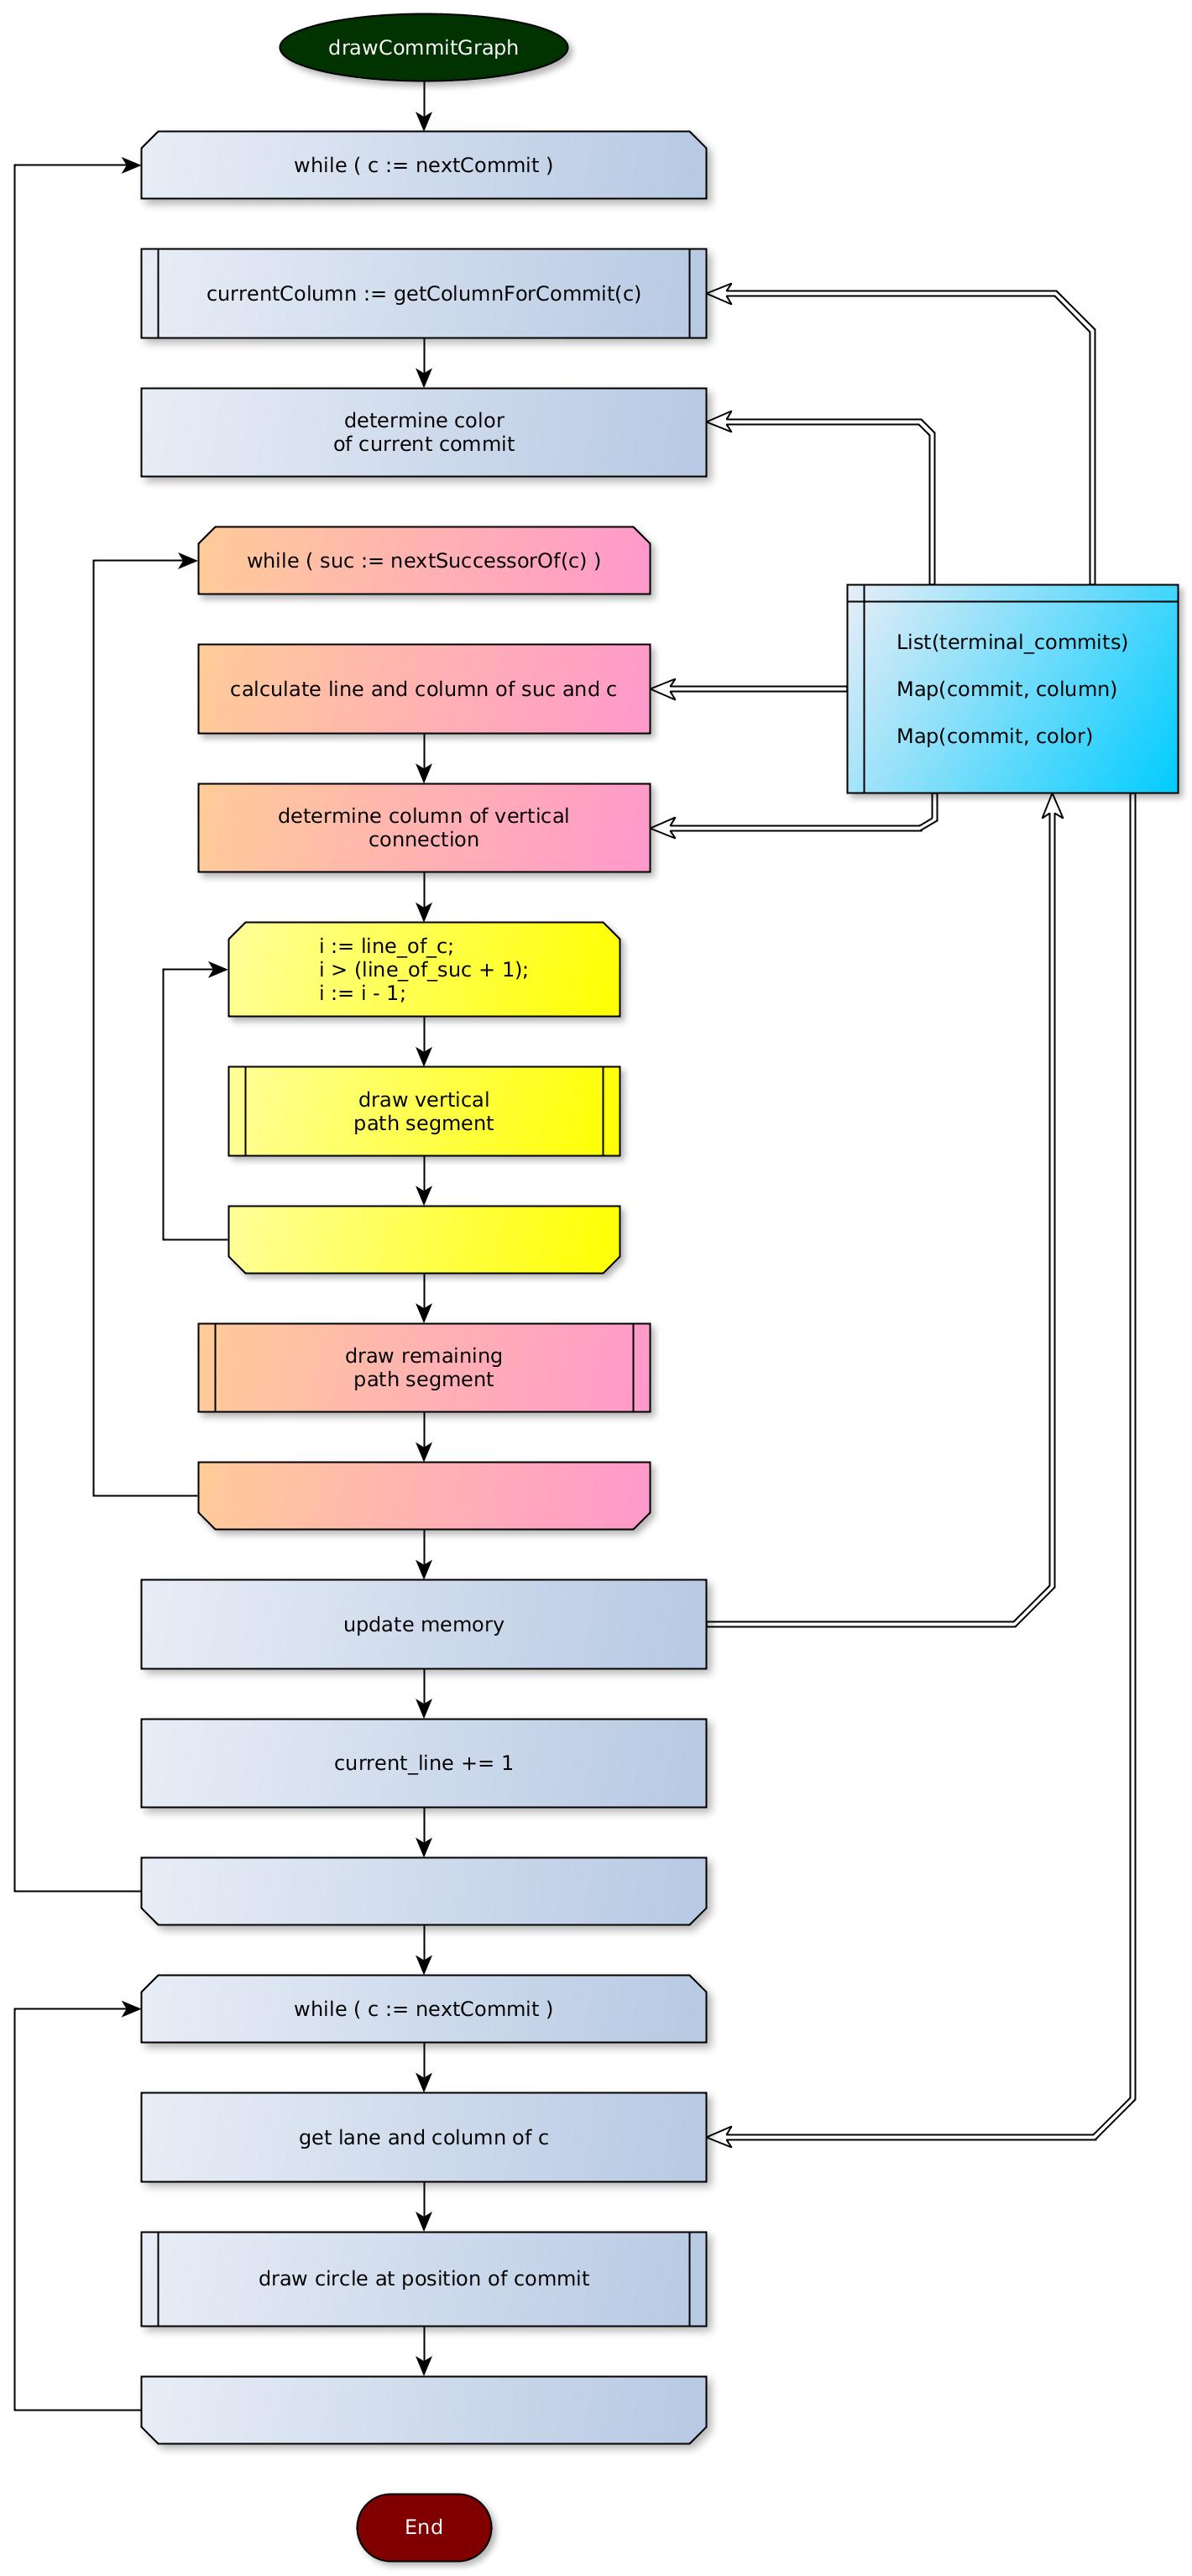 drawCommitGraph
while ( c := nextCommit )
currentColumn := getColumnForCommit(c)
determine color
of current commit
while ( suc := nextSuccessorOf(c) )
List(terminal_commits)
calculate line and column of suc and c
Map(commit, column)
Map(commit, color)
determine column of vertical
connection
i := line_of_c;
i > (line_of_suc + 1);
i := i - 1;
draw vertical
path segment
draw remaining
path segment
update memory
current_line += 1
while ( c := nextCommit )
get lane and column of c
draw circle at position of commit
End